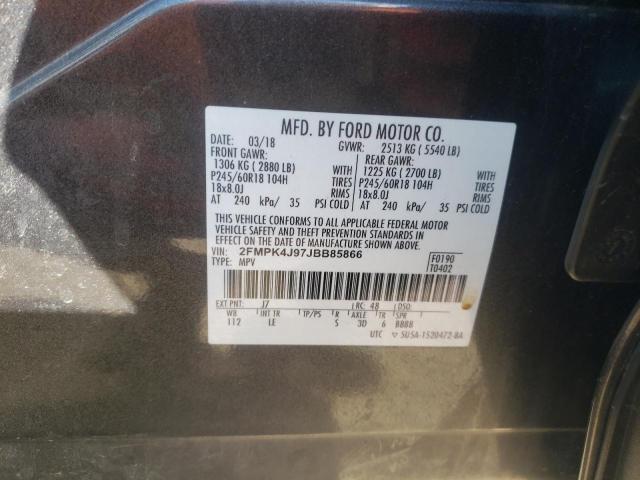 MFD. BY FORD MOTOR CO.
DATE: 03/18 GVWR: 2513 KG ( 5540 LB)
FRONT GAWR: REAR GAWR:
1306 KG ( 2880 LB) 1225 KG ( 2700 LB)
P245/60R18 104H TIRES P245/60R18 104H TIRES
18x8.0J RIMS 18x8.0J RIMS
AT 240 kPa/ 35 PSI COLD AT 240 kPa/ 35 PSI COLD
THIS VEHICLE CONFORMS TO ALL APPLICABLE FEDERAL MOTOR
VEHICLE SAFETY AND THEFT PREVENTION STANDARDS IN
EFFECT ON THE DATE OF MANUFACTURE SHOWN ABOVE.
VIN: 2FMPK4J97JBB85866 F0190
TYPE: MPV T0402
EXT PNT: J7 RC: 48 DSO:
WB INT TR TP/PS R AXLE TR SPR
112 LE S 3D 6 BBBB
UTC ▽ 5U5A-1520472-BA